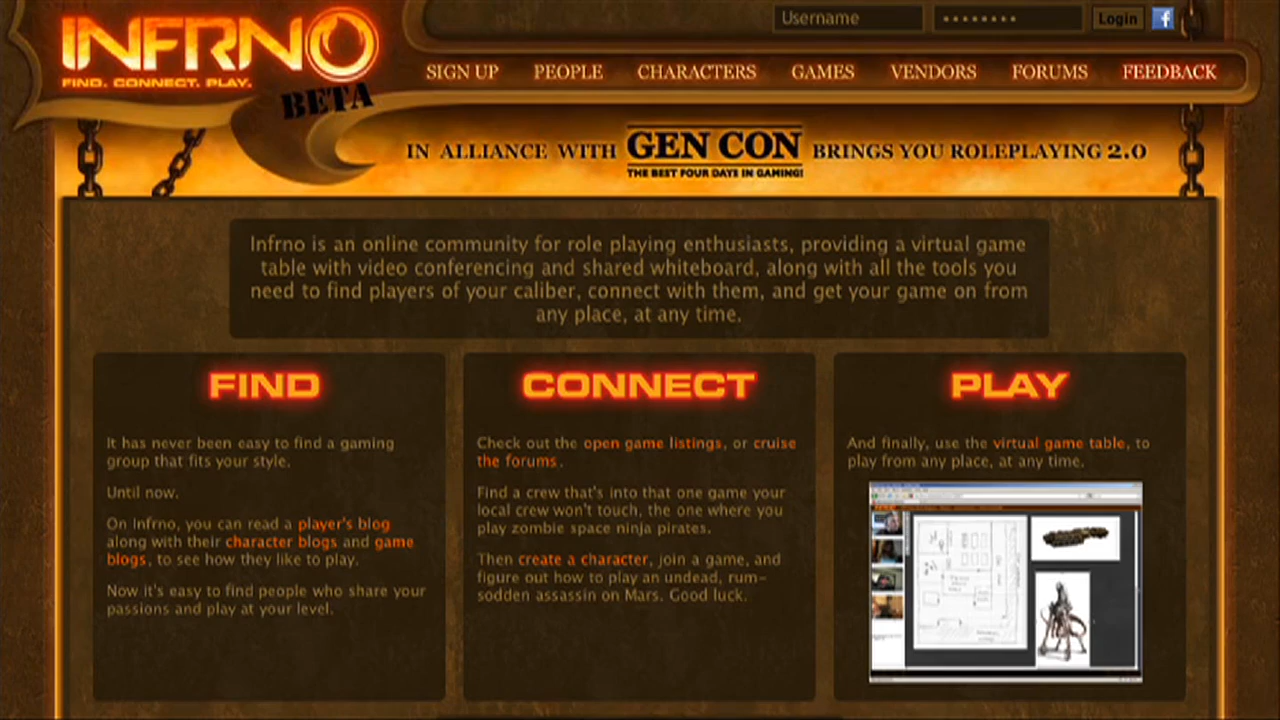 INFRNO
FIND. CONNECT. PLAY.
BETA
Username
Login
f
SIGN UP
PEOPLE
CHARACTERS
GAMES
VENDORS
FORUMS
FEEDBACK
IN ALLIANCE WITH GEN CON BRINGS YOU ROLEPLAYING 2.0
THE BEST FOUR DAYS IN GAMING!
Infrno is an online community for role playing enthusiasts, providing a virtual game
table with video conferencing and shared whiteboard, along with all the tools you
need to find players of your caliber, connect with them, and get your game on from
any place, at any time.
FIND
It has never been easy to find a gaming
group that fits your style.
Until now.
On Infrno, you can read a player's blog
along with their character blogs and game
blogs, to see how they like to play.
Now it's easy to find people who share your
passions and play at your level.
CONNECT
Check out the open game listings, or cruise
the forums.
Find a crew that's into that one game your
local crew won't touch, the one where you
play zombie space ninja pirates.
Then create a character, join a game, and
figure out how to play an undead, rum-
sodden assassin on Mars. Good luck.
PLAY
And finally, use the virtual game table, to
play from any place, at any time.